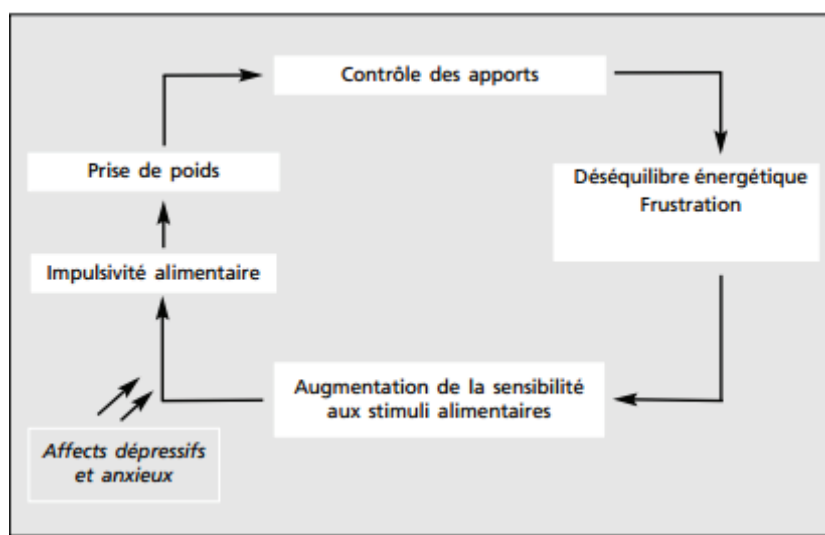 Contrôle des apports
Prise de poids
Déséquilibre énergétique
Frustration
Impulsivité alimentaire
Augmentation de la sensibilité
aux stimuli alimentaires
Affects dépressifs
et anxieux